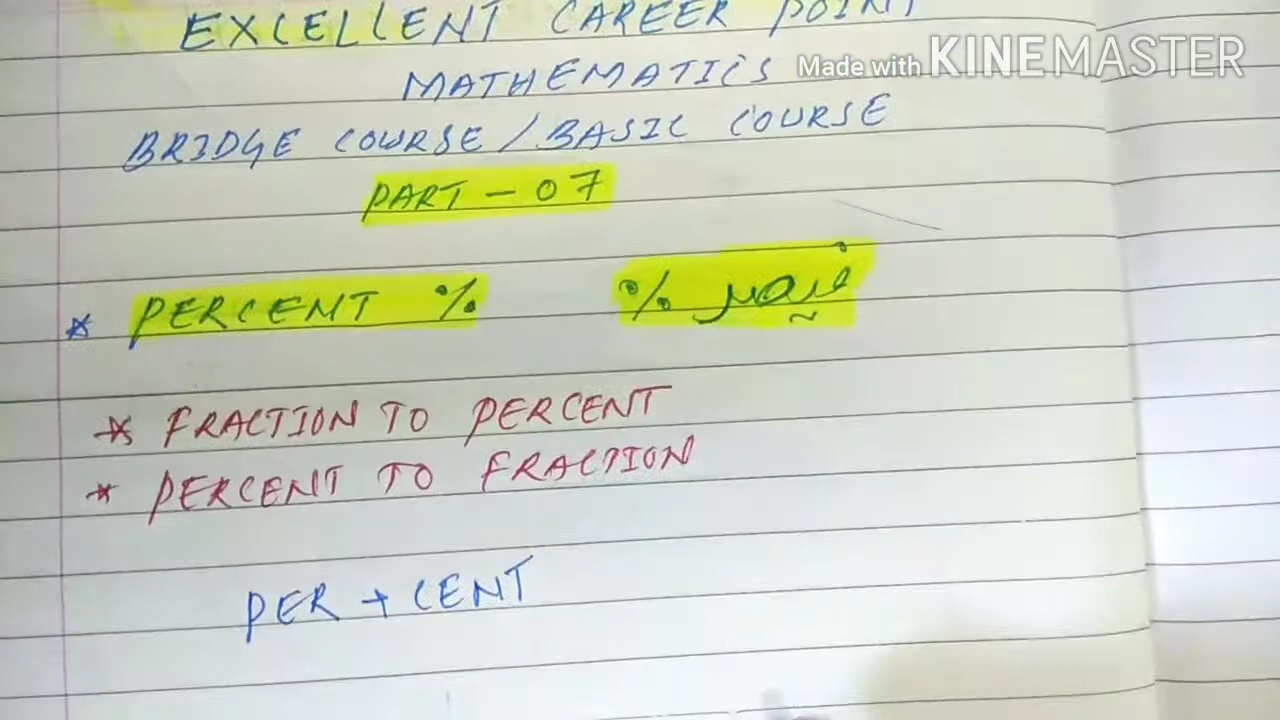 EXCELLENT CAREER POINT
Made with KINEMASTER
MATHEMATICS
BRIDGE COURSE / BASIC COURSE
PART - 07
* PERCENT % فیصد %
* FRACTION TO PERCENT
* PERCENT TO FRACTION
PER + CENT